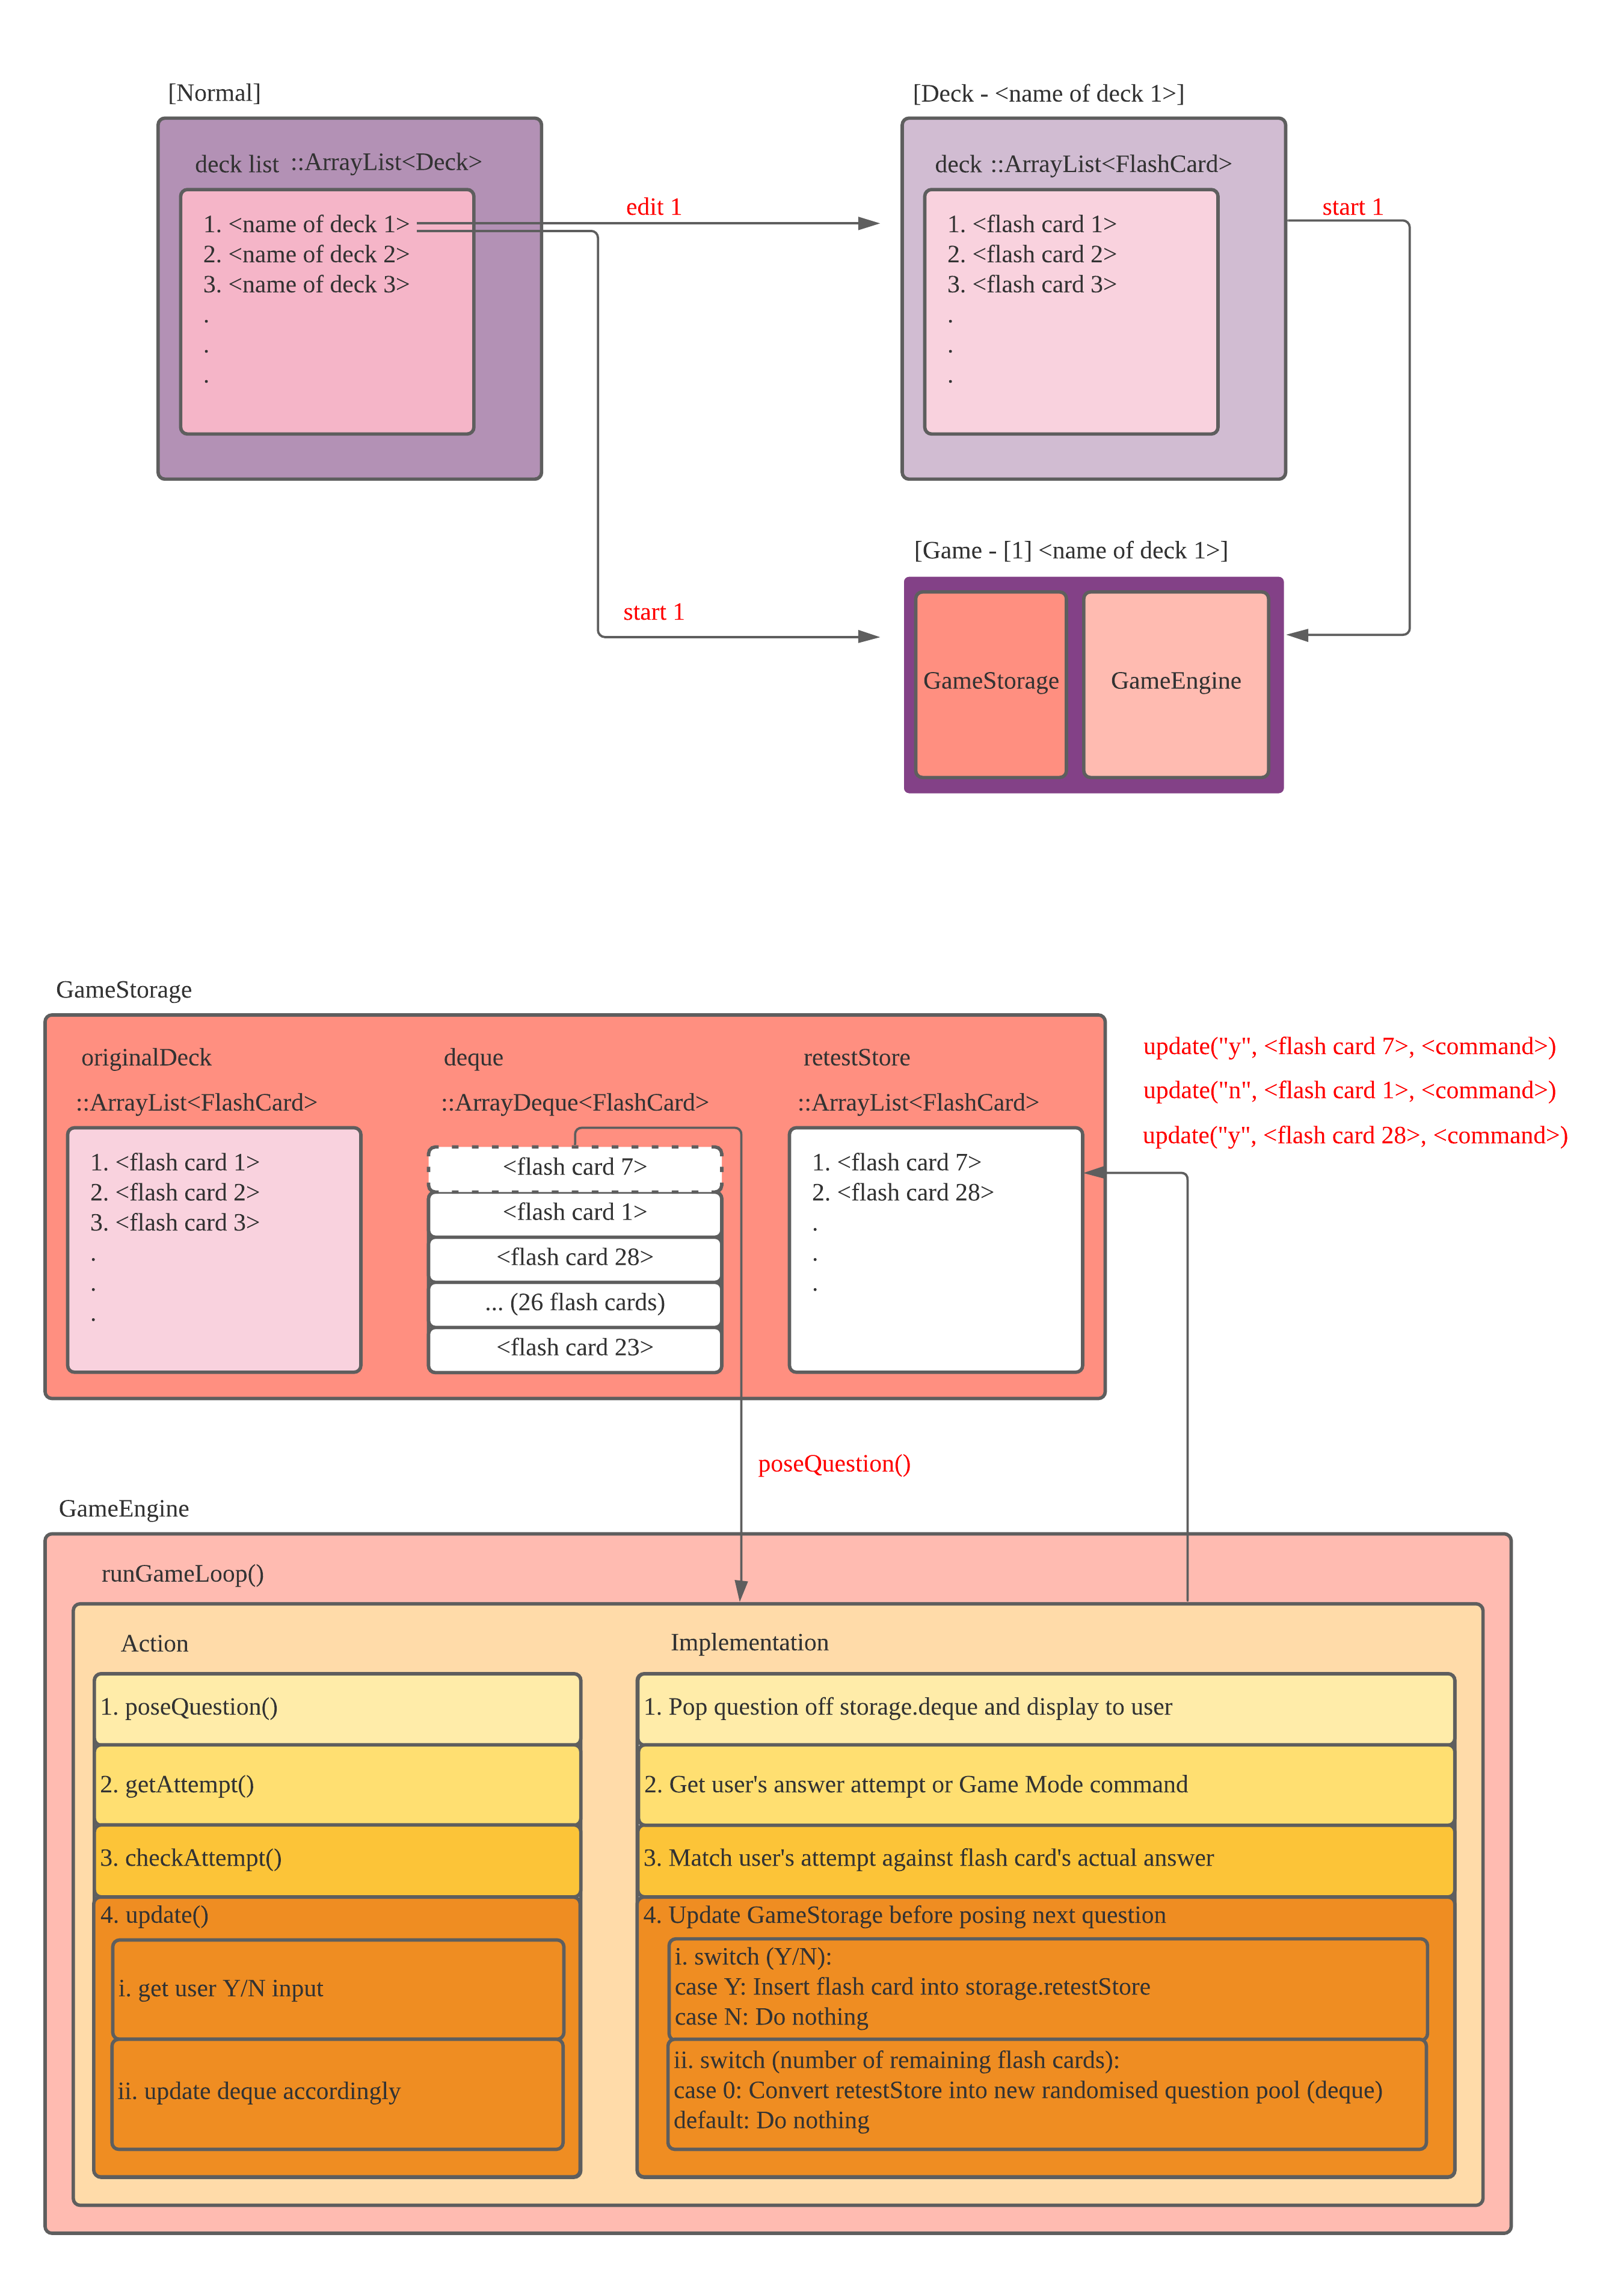 [Normal]
deck list ::ArrayList<Deck>
1. <name of deck 1>
2. <name of deck 2>
3. <name of deck 3>
.
.
.
edit 1
[Deck - <name of deck 1>]
deck ::ArrayList<FlashCard>
1. <flash card 1>
2. <flash card 2>
3. <flash card 3>
.
.
.
start 1
start 1
[Game - [1] <name of deck 1>]
GameStorage
GameEngine
GameStorage
originalDeck
::ArrayList<FlashCard>
1. <flash card 1>
2. <flash card 2>
3. <flash card 3>
.
.
.
deque
::ArrayDeque<FlashCard>
<flash card 7>
<flash card 1>
<flash card 28>
... (26 flash cards)
<flash card 23>
retestStore
::ArrayList<FlashCard>
1. <flash card 7>
2. <flash card 28>
.
.
.
update("y", <flash card 7>, <command>)
update("n", <flash card 1>, <command>)
update("y", <flash card 28>, <command>)
poseQuestion()
GameEngine
runGameLoop()
Action
1. poseQuestion()
2. getAttempt()
3. checkAttempt()
4. update()
i. get user Y/N input
ii. update deque accordingly
Implementation
1. Pop question off storage.deque and display to user
2. Get user's answer attempt or Game Mode command
3. Match user's attempt against flash card's actual answer
4. Update GameStorage before posing next question
i. switch (Y/N):
case Y: Insert flash card into storage.retestStore
case N: Do nothing
ii. switch (number of remaining flash cards):
case 0: Convert retestStore into new randomised question pool (deque)
default: Do nothing